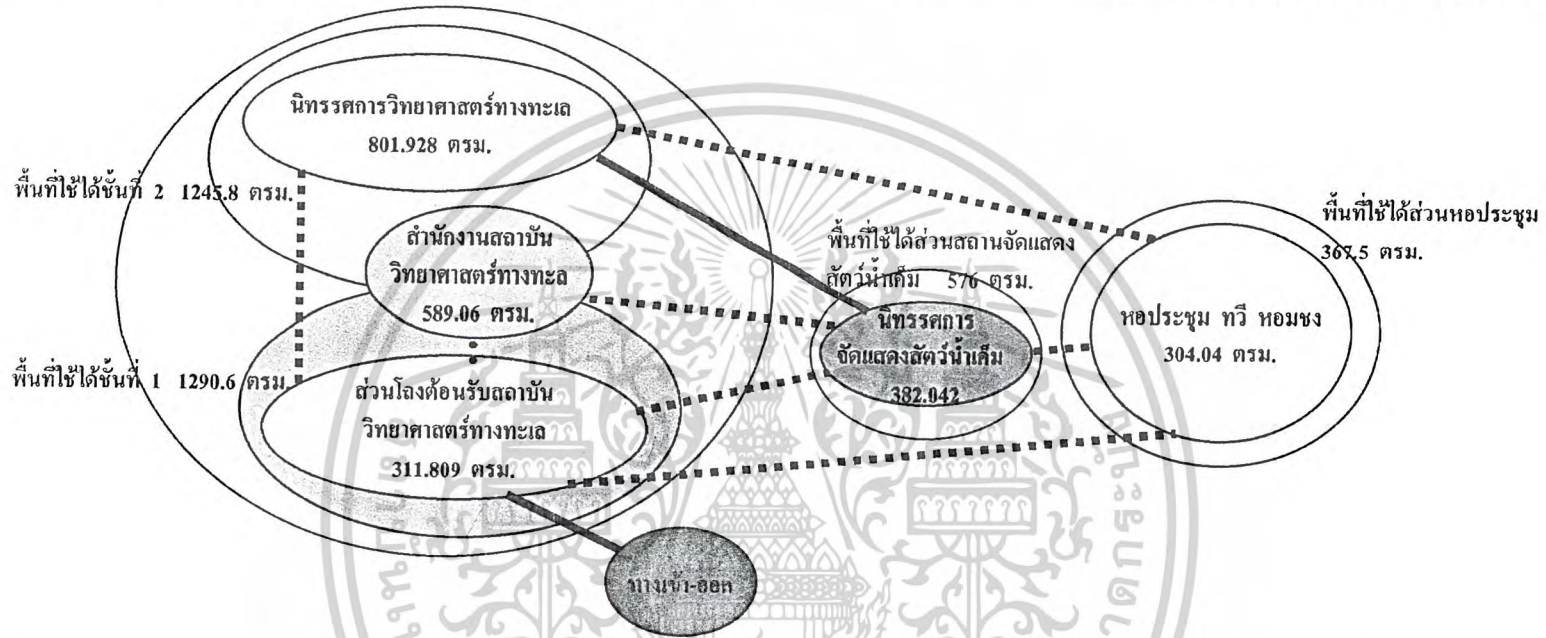 นิทรรศการวิทยาศาสตร์ทางทะเล
801.928 ตรม.
พื้นที่ใช้ได้ชั้นที่ 2 1245.8 ตรม.
สำนักงานสถาบัน
วิทยาศาสตร์ทางทะล
589.06 ตรม.
พื้นที่ใช้ได้ส่วนสถานจัดแสดง
สัตว์น้ำเค็ม 576 ตรม.
พื้นที่ใช้ได้ส่วนหอประชุม
367.5 ตรม.
นิทรรศการ
จัดแสดงสัตว์น้ำเค็ม
382.042
หอประชุม ทวี หอมชง
304.04 ตรม.
พื้นที่ใช้ได้ชั้นที่ 1 1290.6 ตรม.
ส่วนโถงต้อนรับสถาบัน
วิทยาศาสตร์ทางทะเล
311.809 ตรม.
ทางเข้า-ออก